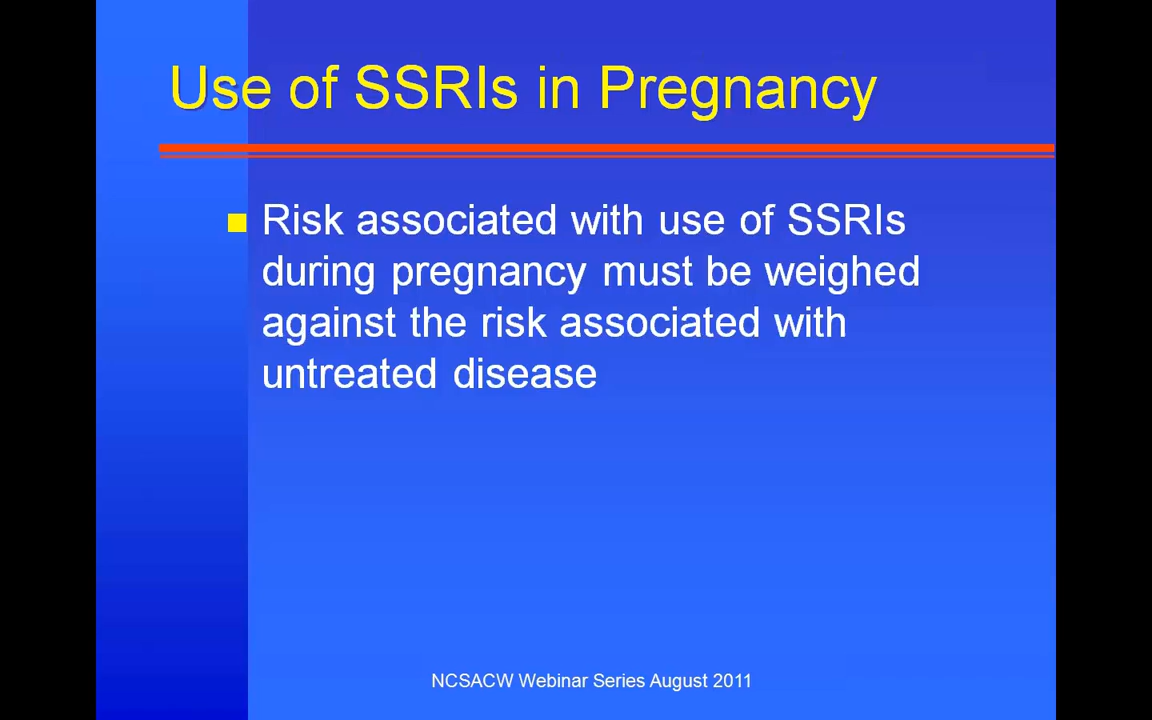 Use of SSRIs in Pregnancy
Risk associated with use of SSRIs
during pregnancy must be weighed
against the risk associated with
untreated disease
NCSACW Webinar Series August 2011